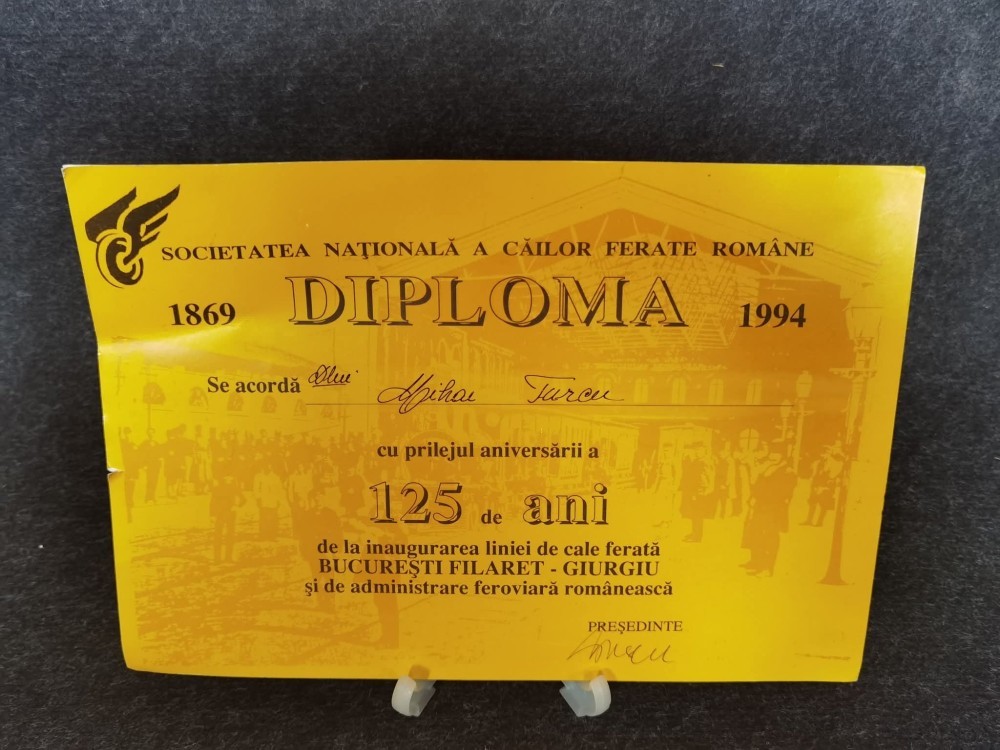 SOCIETATEA NAŢIONALĂ A CĂILOR FERATE ROMÂNE
DIPLOMA
1869 1994
Se acordă Dlui Mihai Turcu
cu prilejul aniversării a
125 de ani
de la inaugurarea liniei de cale ferată
BUCUREŞTI FILARET - GIURGIU
şi de administrare feroviară românească
PREŞEDINTE